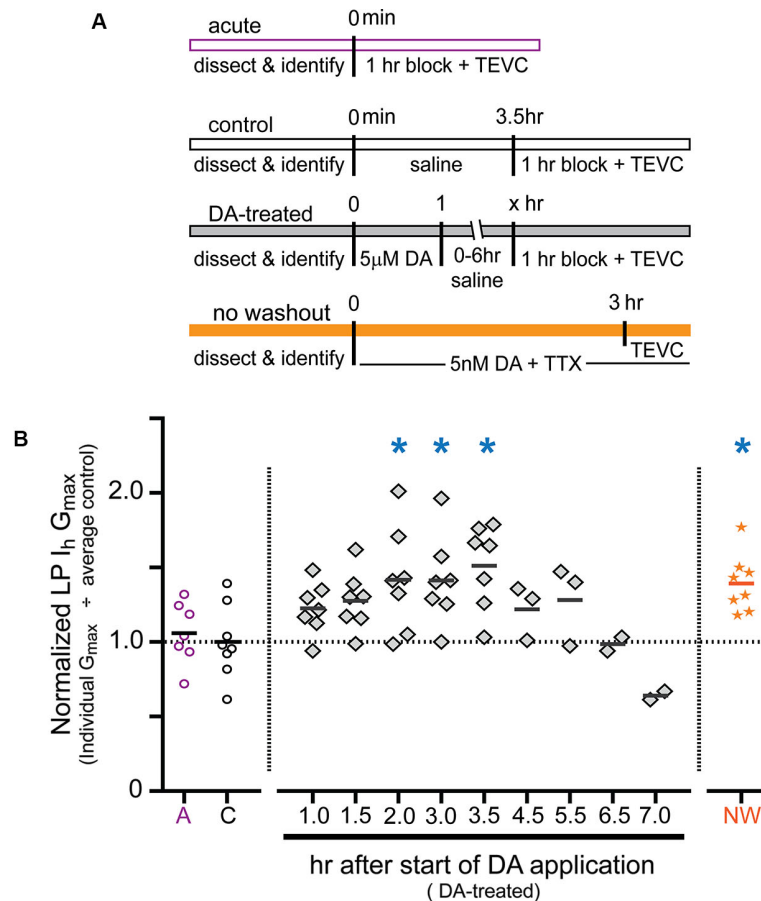 A
acute
0 min
dissect & identify 1 hr block + TEVC
control
0 min 3.5hr
dissect & identify saline 1 hr block + TEVC
DA-treated
0 1 x hr
dissect & identify 5μM DA 0-6hr saline 1 hr block + TEVC
no washout
0 3 hr
TEVC
dissect & identify 5nM DA + TTX
B
* * * *
Normalized LP Ih Gmax
(Individual Gmax ÷ average control)
2.0
1.0
0
A C 1.0 1.5 2.0 3.0 3.5 4.5 5.5 6.5 7.0 NW
hr after start of DA application
( DA-treated)